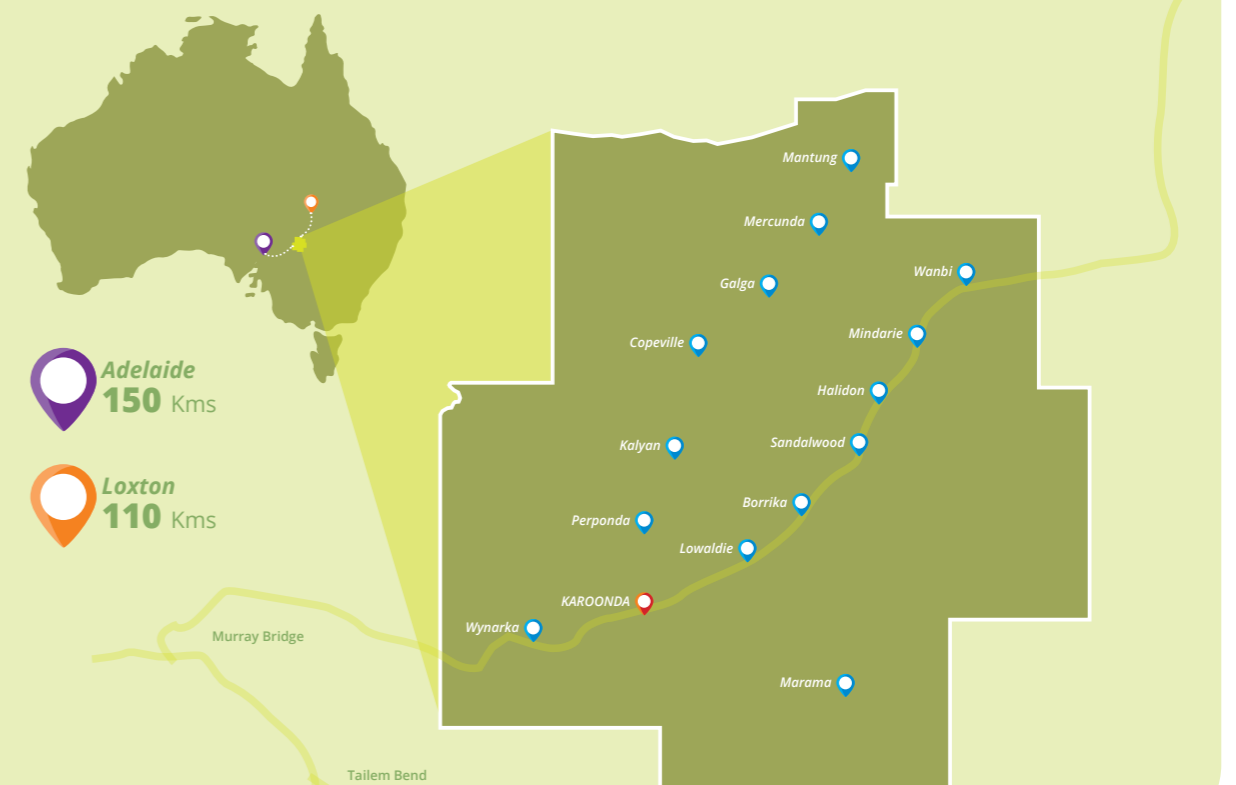 Adelaide
150 Kms
Loxton
110 Kms
Mantung
Mercunda
Wanbi
Galga
Mindarie
Copeville
Halidon
Sandalwood
Kalyan
Borrika
Perponda
Lowaldie
KAROONDA
Wynarka
Murray Bridge
Marama
Tailem Bend